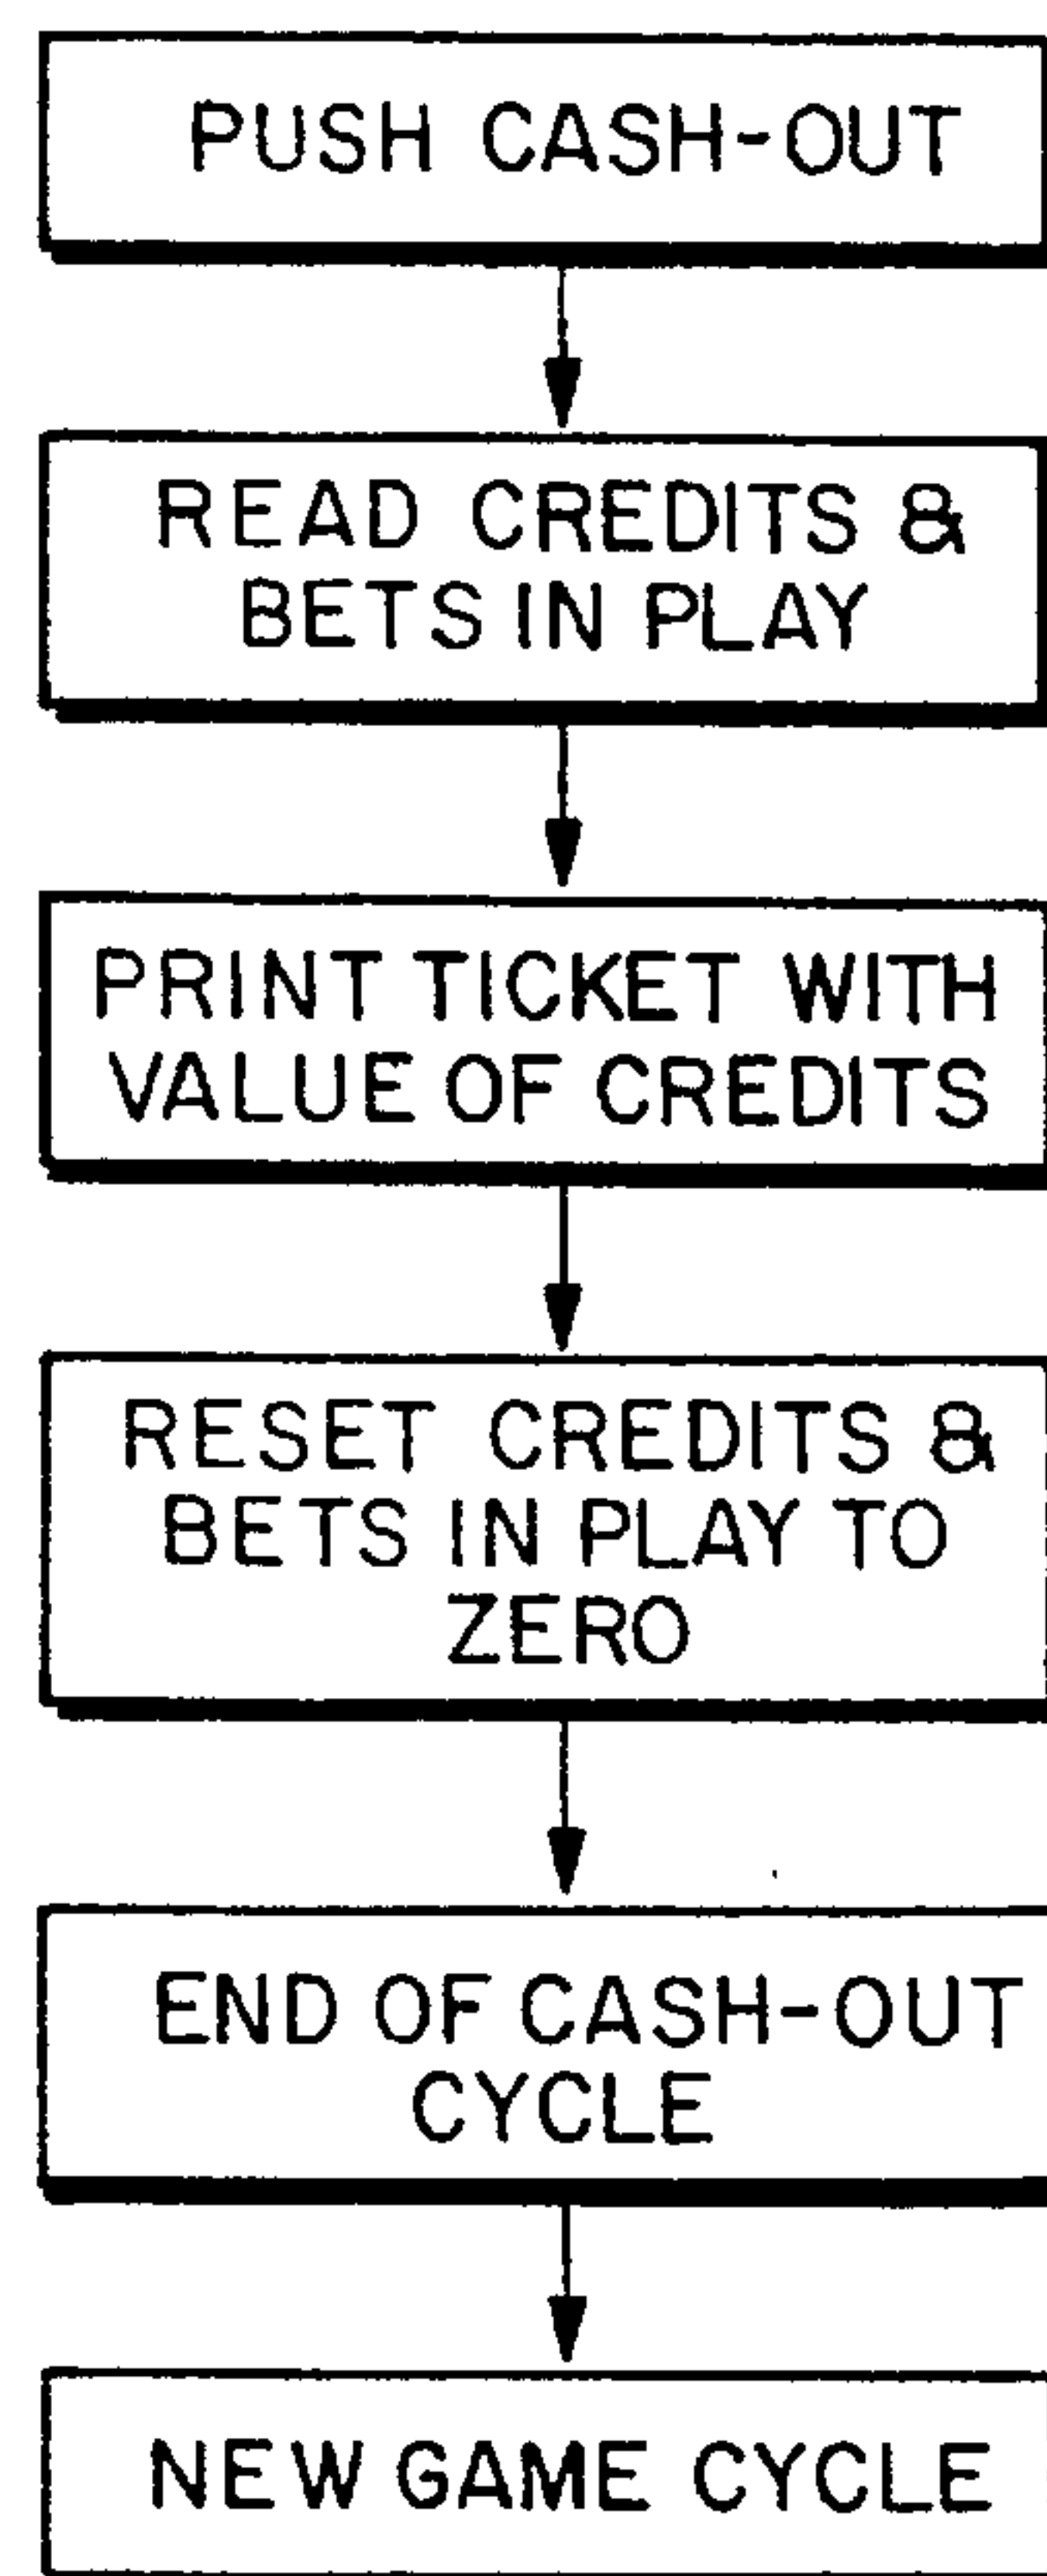 PUSH CASH-OUT
READ CREDITS &
BETS IN PLAY
PRINT TICKET WITH
VALUE OF CREDITS
RESET CREDITS &
BETS IN PLAY TO
ZERO
END OF CASH-OUT
CYCLE
NEW GAME CYCLE